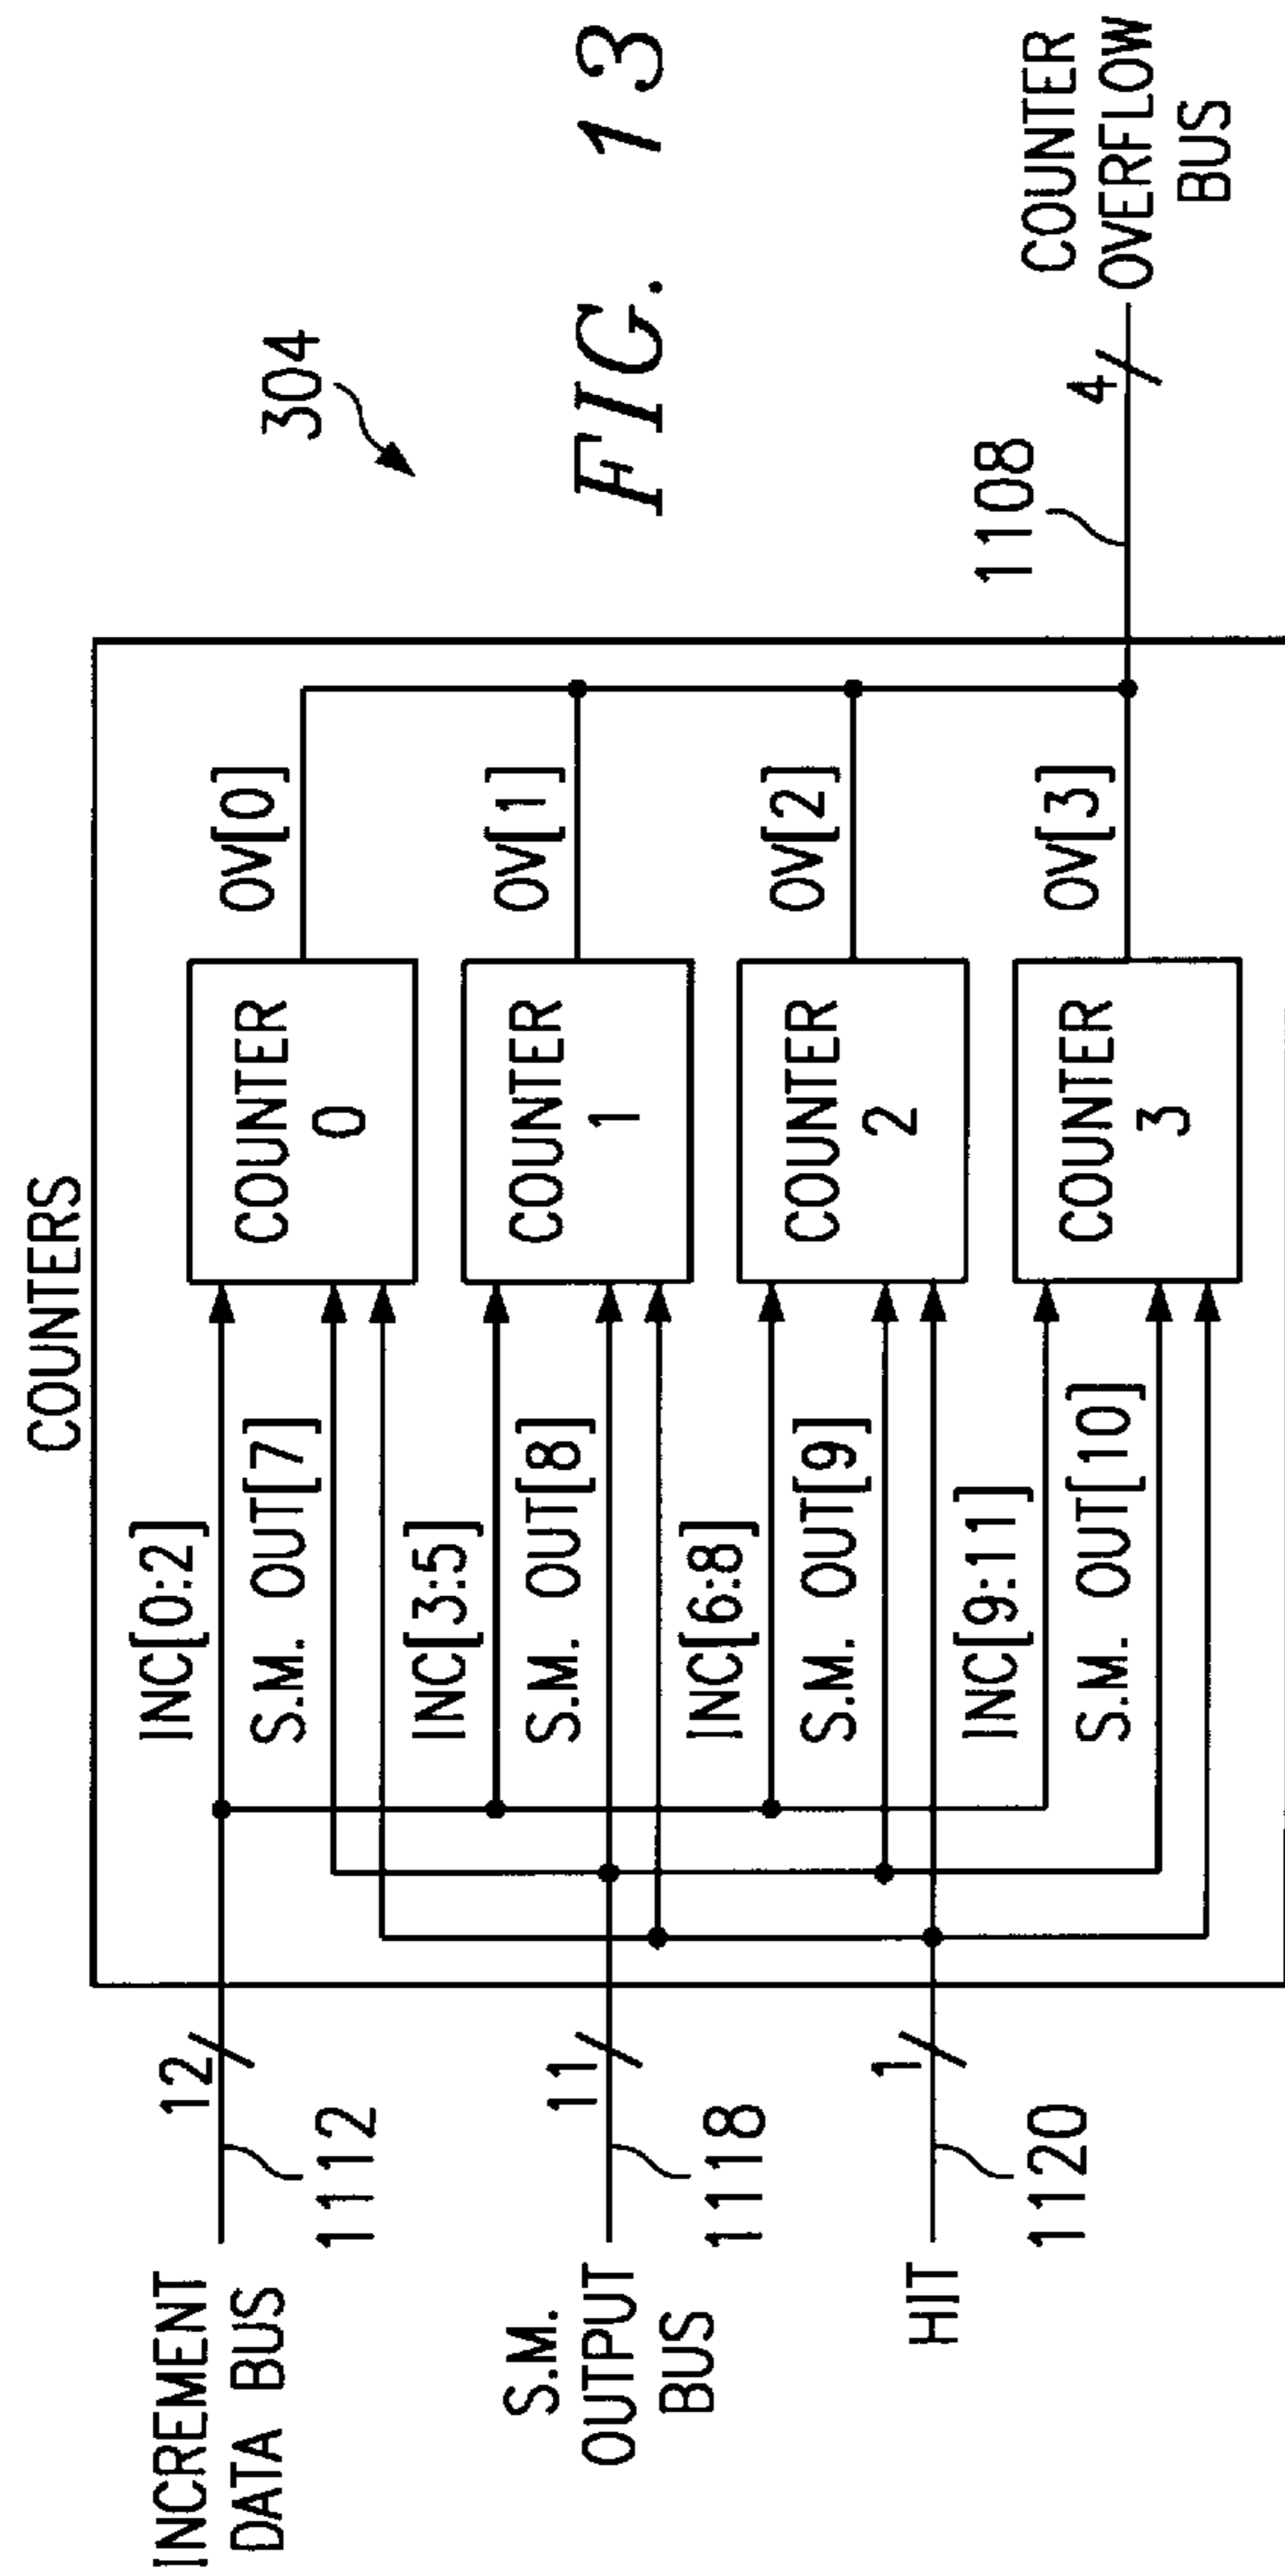 COUNTERS
INCREMENT
DATA BUS
12
1112
S.M.
OUTPUT
BUS
11
1118
HIT
1
1120
INC[0:2]
S.M. OUT[7]
INC[3:5]
S.M. OUT[8]
INC[6:8]
S.M. OUT[9]
INC[9:11]
S.M. OUT[10]
COUNTER
0
COUNTER
1
COUNTER
2
COUNTER
3
OV[0]
OV[1]
OV[2]
OV[3]
304
1108
4
COUNTER
OVERFLOW
BUS
FIG. 13